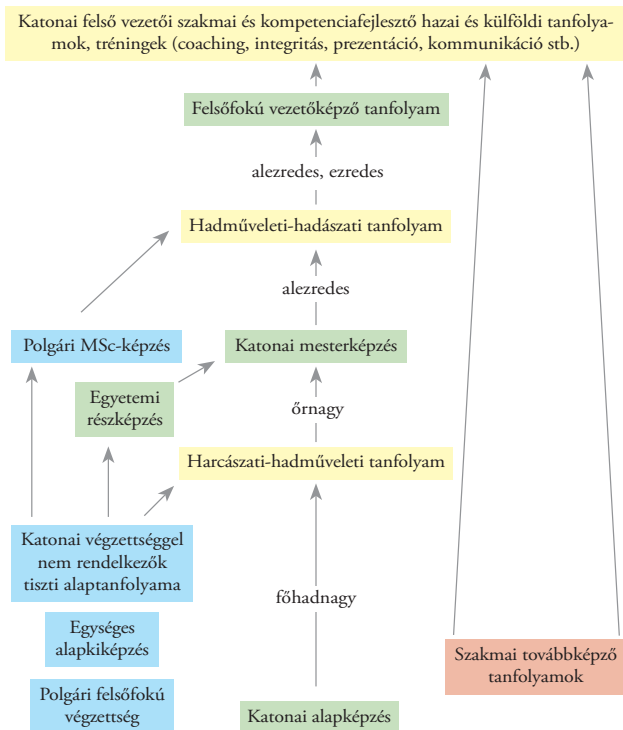 Katonai felső vezetői szakmai és kompetenciafejlesztő hazai és külföldi tanfolya-
mok, tréningek (coaching, integritás, prezentáció, kommunikáció stb.)
Felsőfokú vezetőképző tanfolyam
alezredes, ezredes
Hadműveleti-hadászati tanfolyam
alezredes
Polgári MSc-képzés
Katonai mesterképzés
Egyetemi
részképzés
őrnagy
Harcászati-hadműveleti tanfolyam
Katonai végzettséggel
nem rendelkezők
tiszti alaptanfolyama
főhadnagy
Egységes
alapkiképzés
Szakmai továbbképző
tanfolyamok
Polgári felsőfokú
végzettség
Katonai alapképzés